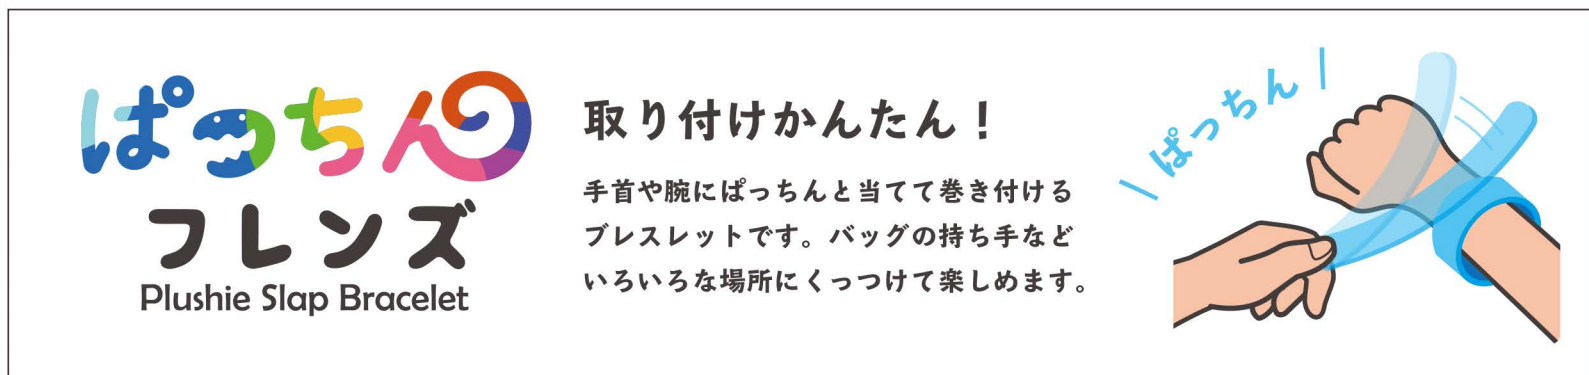 ぱっちん
フレンズ
Plushie Slap Bracelet
取り付けかんたん！
手首や腕にぱっちんと当てて巻き付ける
ブレスレットです。バッグの持ち手など
いろいろな場所にくっつけて楽しめます。
\ ぱっちん /